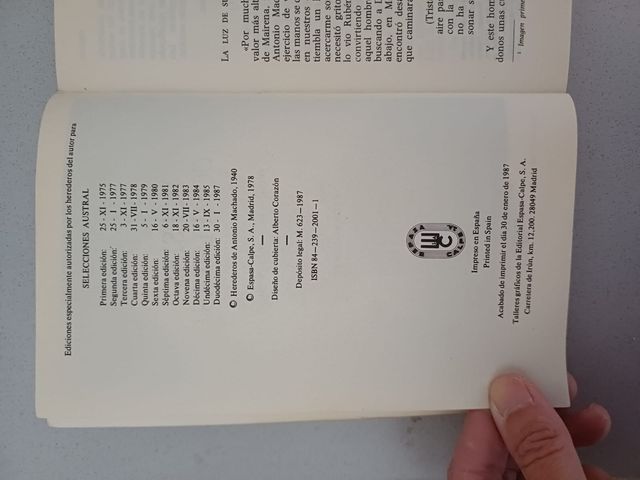 Ediciones especialmente autorizadas por los herederos del autor para
SELECCIONES AUSTRAL
Primera edición: 25 - XI - 1975
Segunda edición: 25 - I - 1977
Tercera edición: 3 - XI - 1977
Cuarta edición: 31 - VII - 1978
Quinta edición: 5 - I - 1979
Sexta edición: 16 - V - 1980
Séptima edición: 6 - XI - 1981
Octava edición: 18 - XI - 1982
Novena edición: 20 - VII - 1983
Décima edición: 16 - V - 1984
Undécima edición: 13 - IX - 1985
Duodécima edición: 30 - I - 1987
© Herederos de Antonio Machado, 1940
© Espasa-Calpe, S. A., Madrid, 1978
Diseño de cubierta: Alberto Corazón
Depósito legal: M. 623—1987
ISBN 84—239—2001—1
Impreso en España
Printed in Spain
Acabado de imprimir el día 30 de enero de 1987
Talleres gráficos de la Editorial Espasa-Calpe, S. A.
Carretera de Irún, km. 12,200. 28049 Madrid
LA LUZ DE
«Por much
valor más alt
de Mairena,
Antonio Mac
ejercicio de
las manos se
en nuestros
tiembla un
acercarme so
necesitó grito
lo vio Rubé
convirtiendo
aquel hombr
buscando a
abajo, en M
encontró desa
que caminara
(Trist
aire pas
con la
no ha
sonar s
Y este hom
donos unas c
¹ Imagen prime